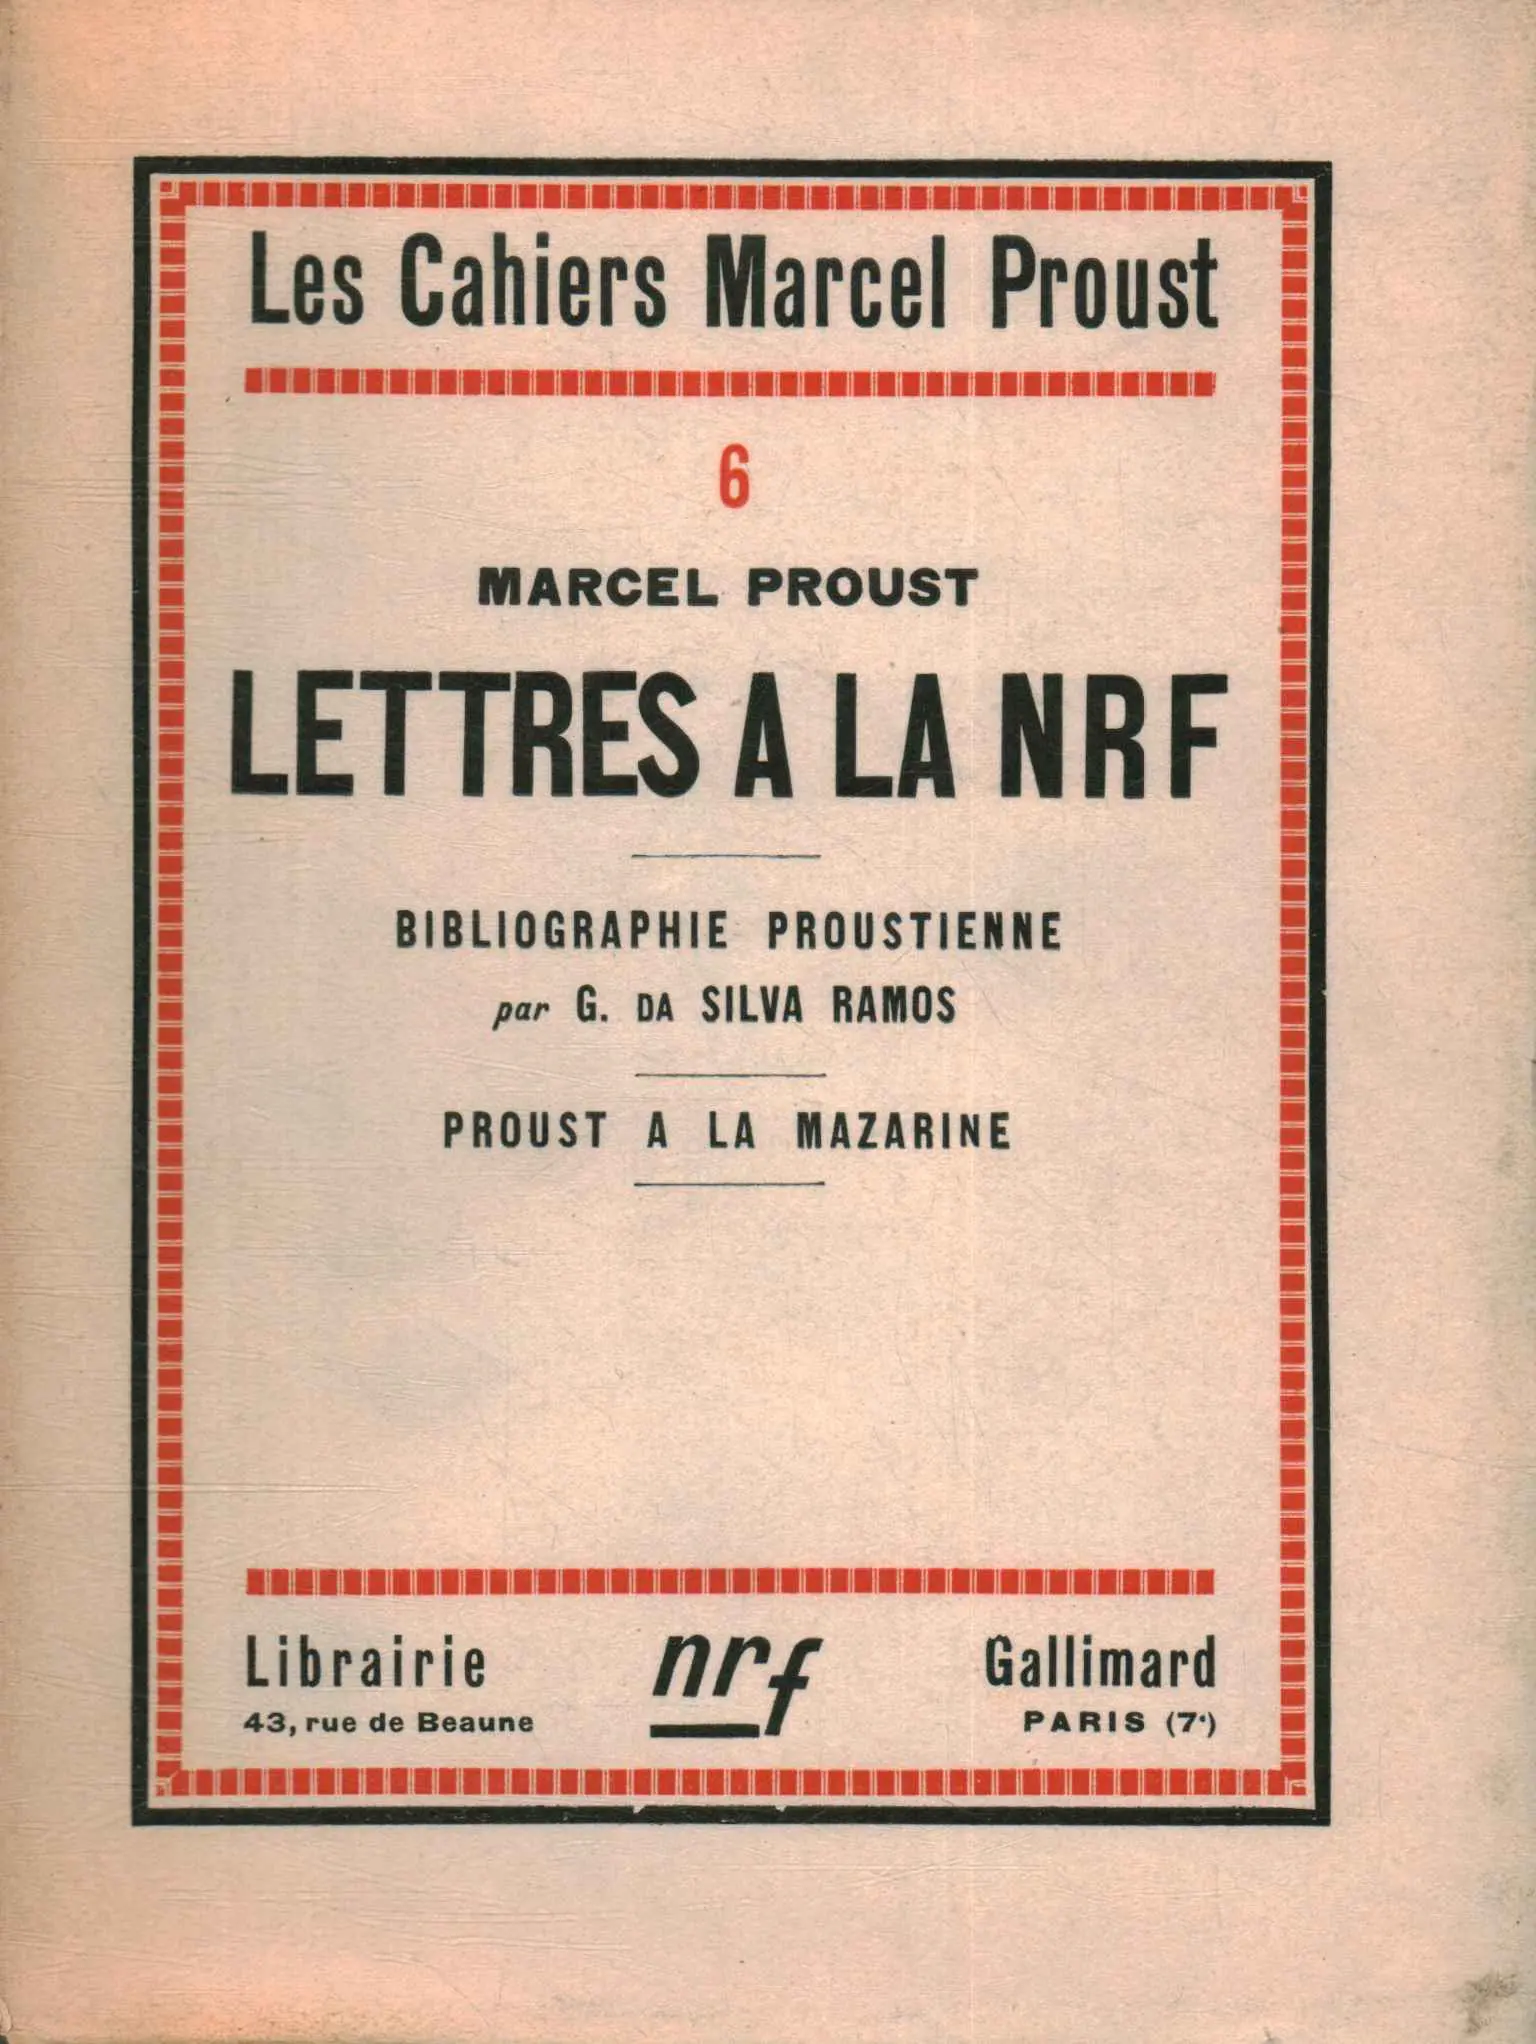 Les Cahiers Marcel Proust
6
MARCEL PROUST
LETTRES A LA NRF
BIBLIOGRAPHIE PROUSTIENNE
par G. DA SILVA RAMOS
PROUST A LA MAZARINE
Librairie nrf Gallimard
43, rue de Beaune PARIS (7e)